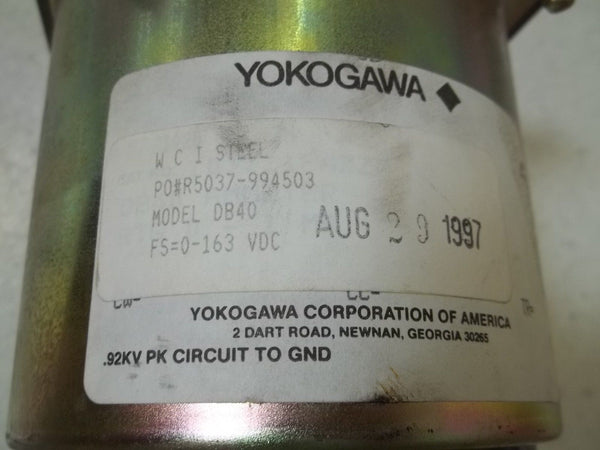 YOKOGAWA
W C I STEEL
PO#R5037-994503
MODEL DB40
FS=0-163 VDC
AUG 29 1997
YOKOGAWA CORPORATION OF AMERICA
2 DART ROAD, NEWNAN, GEORGIA 30265
.92KV PK CIRCUIT TO GND